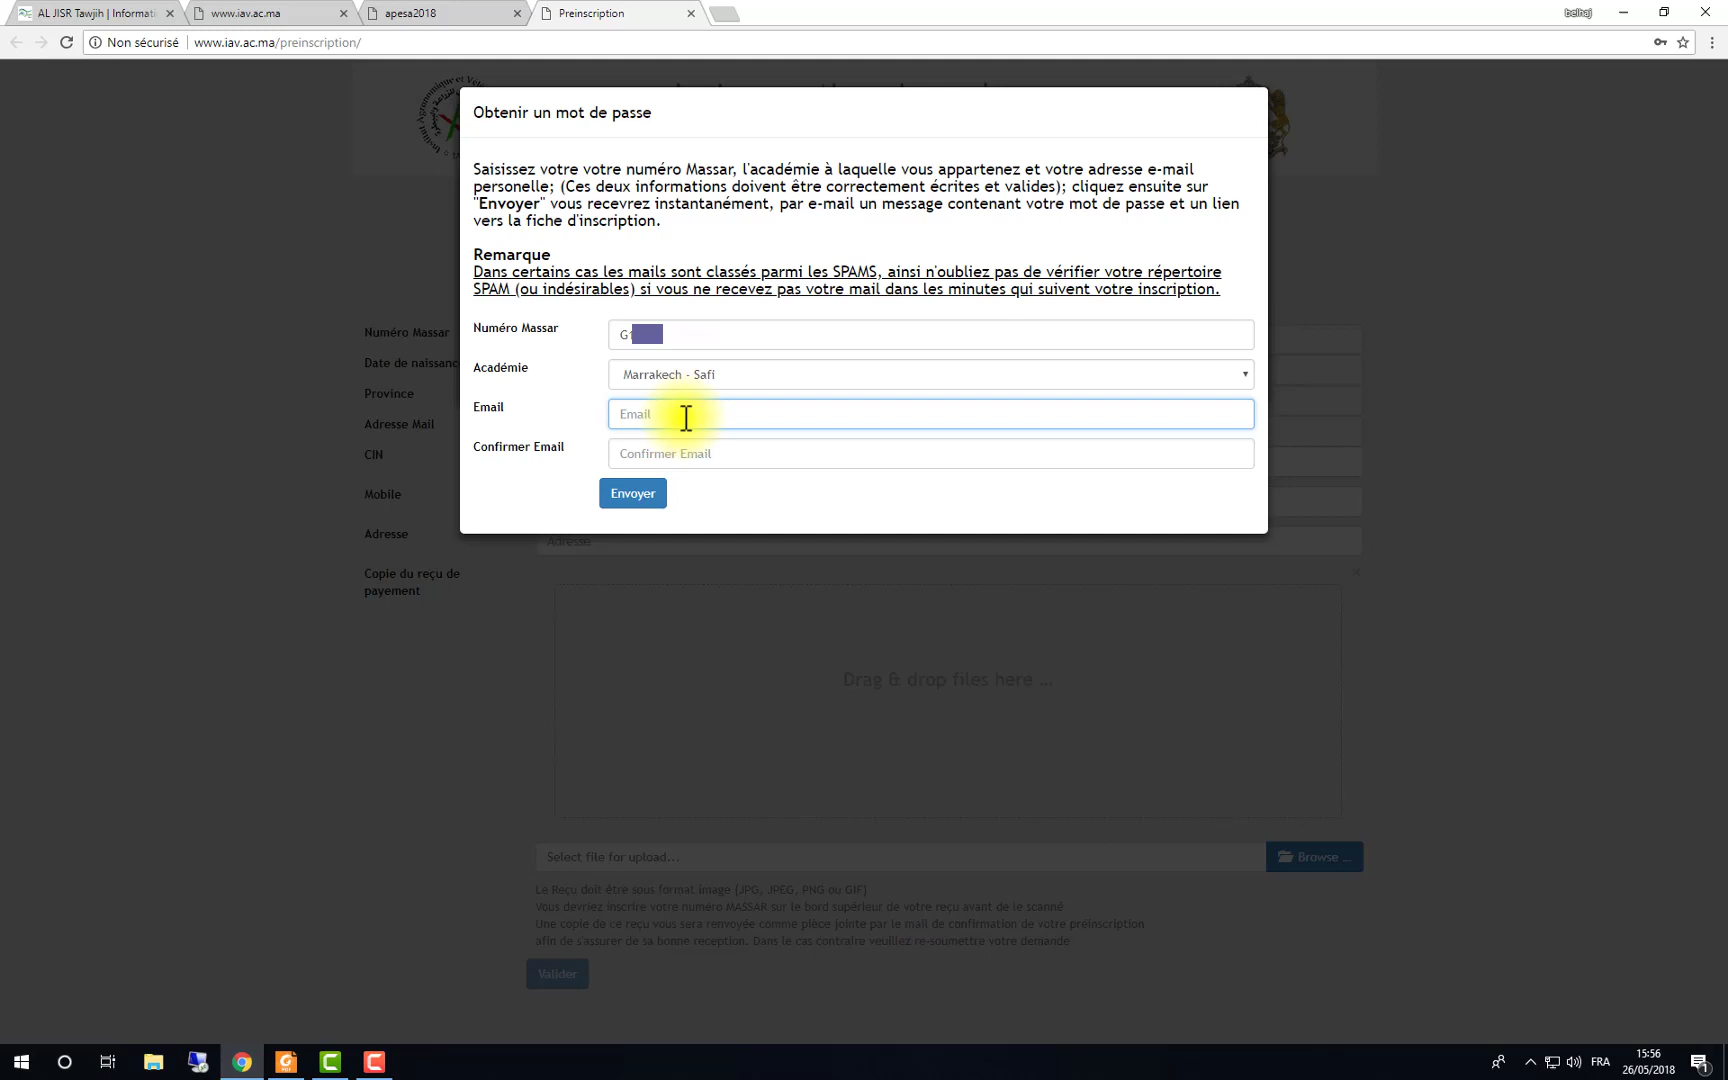 AL JISR Tawjih | Informati
www.iav.ac.ma
apesa2018
Preinscription
belhaj
Non sécurisé
www.iav.ac.ma/preinscription/
Obtenir un mot de passe
Saisissez votre votre numéro Massar, l'académie à laquelle vous appartenez et votre adresse e-mail
personelle; (Ces deux informations doivent être correctement écrites et valides); cliquez ensuite sur
"Envoyer" vous recevrez instantanément, par e-mail un message contenant votre mot de passe et un lien
vers la fiche d'inscription.
Remarque
Dans certains cas les mails sont classés parmi les SPAMS, ainsi n'oubliez pas de vérifier votre répertoire
SPAM (ou indésirables) si vous ne recevez pas votre mail dans les minutes qui suivent votre inscription.
Numéro Massar
G1
Académie
Marrakech - Safi
Email
Email
Confirmer Email
Confirmer Email
Envoyer
Numéro Massar
Date de naissance
Province
Adresse Mail
CIN
Mobile
Adresse
Adresse
Copie du reçu de
payement
Drag & drop files here ...
Select file for upload...
Browse ...
Le Reçu doit être sous format image (JPG, JPEG, PNG ou GIF)
Vous devriez inscrire votre numéro MASSAR sur le bord supérieur de votre reçu avant de le scanné
Une copie de ce reçu vous sera renvoyée comme pièce jointe par le mail de confirmation de votre préinscription
afin de s'assurer de sa bonne reception. Dans le cas contraire veuillez re-soumettre votre demande
Valider
FRA
15:56
26/05/2018
1